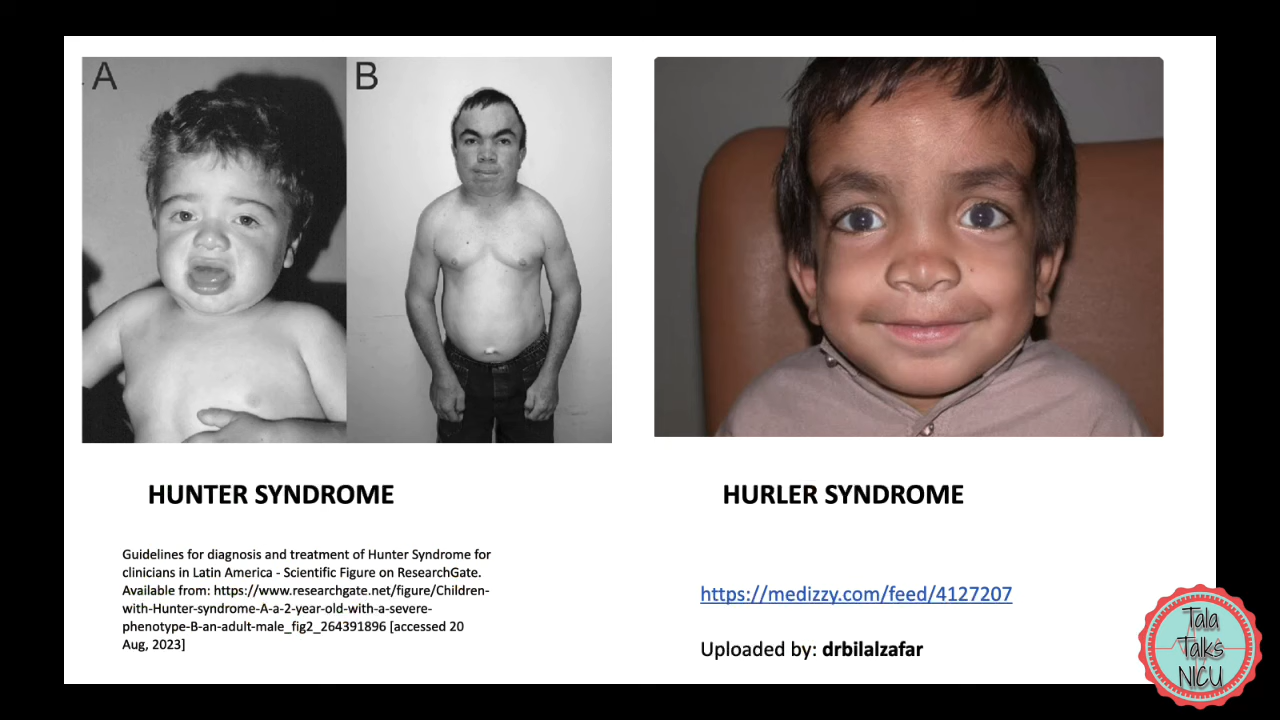 A
B
HUNTER SYNDROME
Guidelines for diagnosis and treatment of Hunter Syndrome for
clinicians in Latin America - Scientific Figure on ResearchGate.
Available from: https://www.researchgate.net/figure/Children-
with-Hunter-syndrome-A-a-2-year-old-with-a-severe-
phenotype-B-an-adult-male_fig2_264391896 [accessed 20
Aug, 2023]
HURLER SYNDROME
https://medizzy.com/feed/4127207
Uploaded by: drbilalzafar
Tala
Talks
NICU